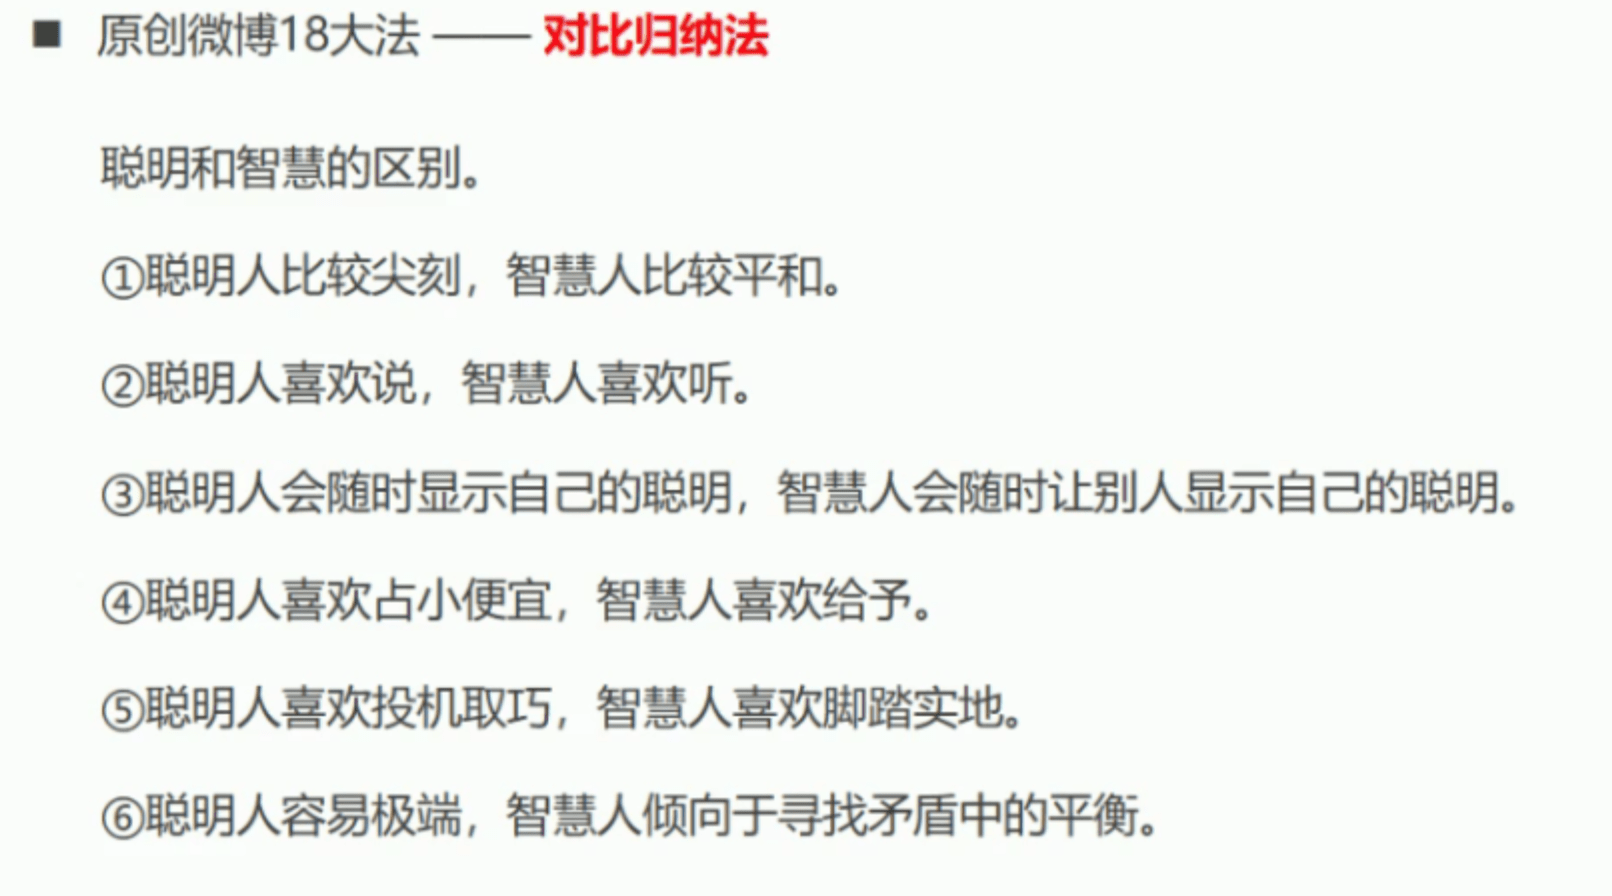 ■ 原创微博18大法 —— 对比归纳法
聪明和智慧的区别。
①聪明人比较尖刻，智慧人比较平和。
②聪明人喜欢说，智慧人喜欢听。
③聪明人会随时显示自己的聪明，智慧人会随时让别人显示自己的聪明。
④聪明人喜欢占小便宜，智慧人喜欢给予。
⑤聪明人喜欢投机取巧，智慧人喜欢脚踏实地。
⑥聪明人容易极端，智慧人倾向于寻找矛盾中的平衡。